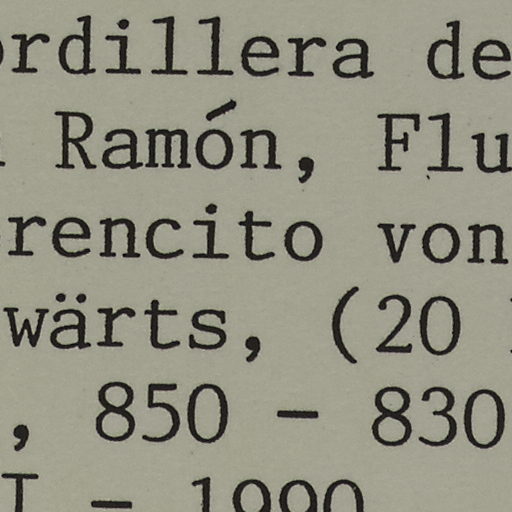 ordillera de
Ramón, Flu
rencito von
wärts, (20
, 850 - 830
I - 1990